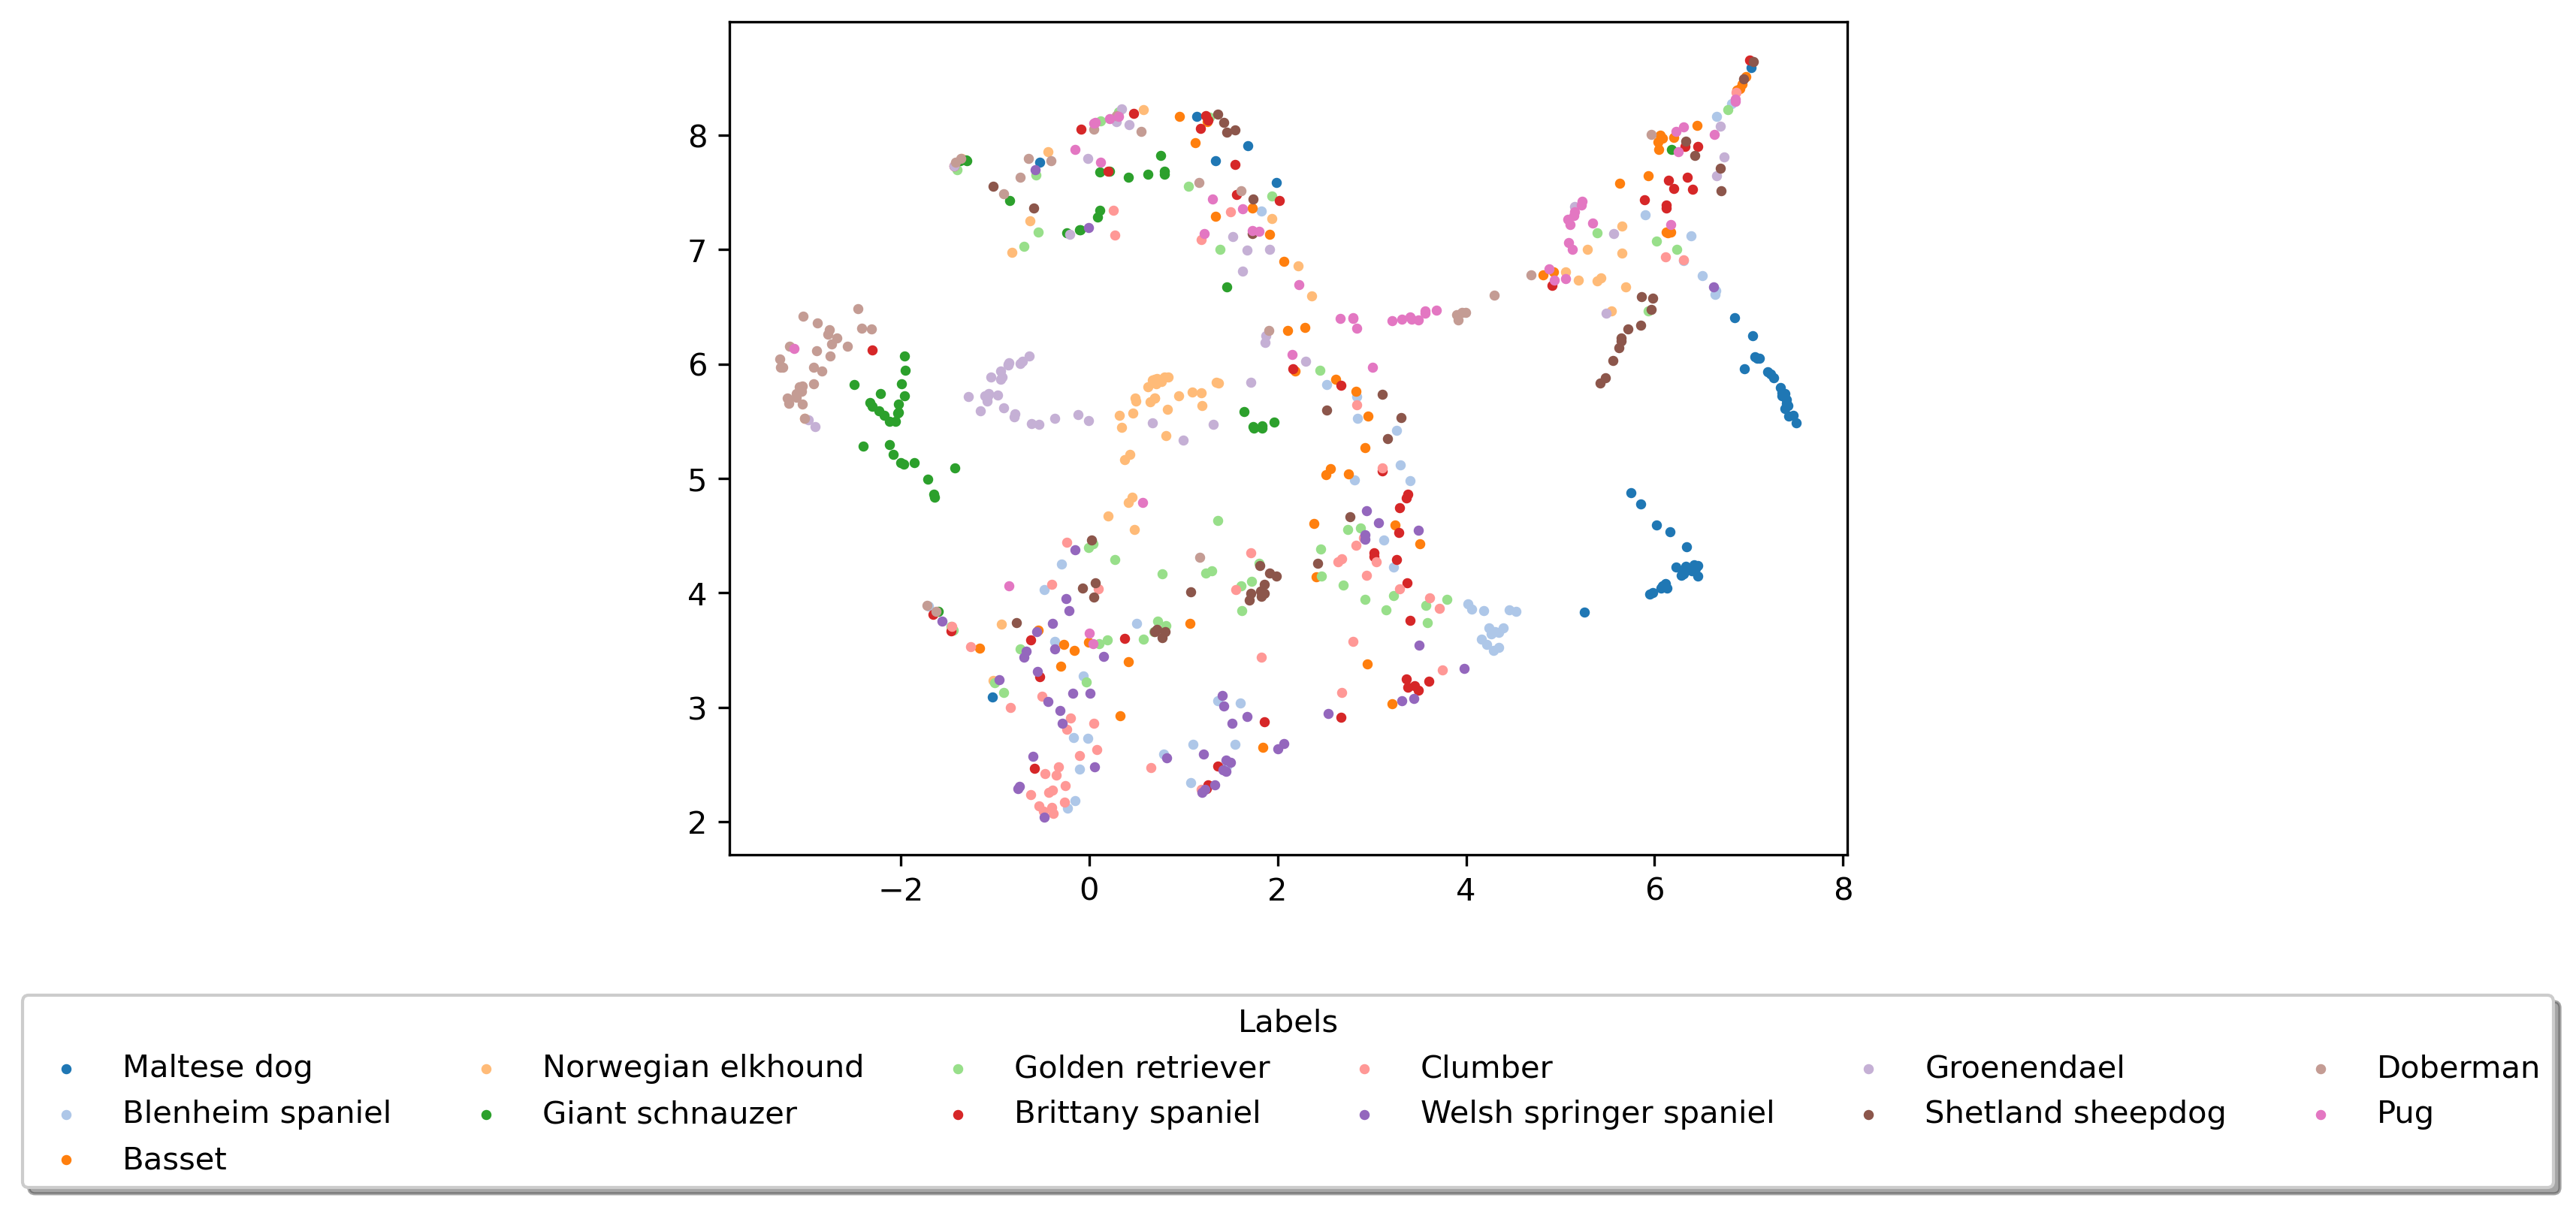 8
7
6
5
4
3
2
−2 0 2 4 6 8
Labels
Maltese dog Norwegian elkhound Golden retriever Clumber Groenendael Doberman
Blenheim spaniel Giant schnauzer Brittany spaniel Welsh springer spaniel Shetland sheepdog Pug
Basset